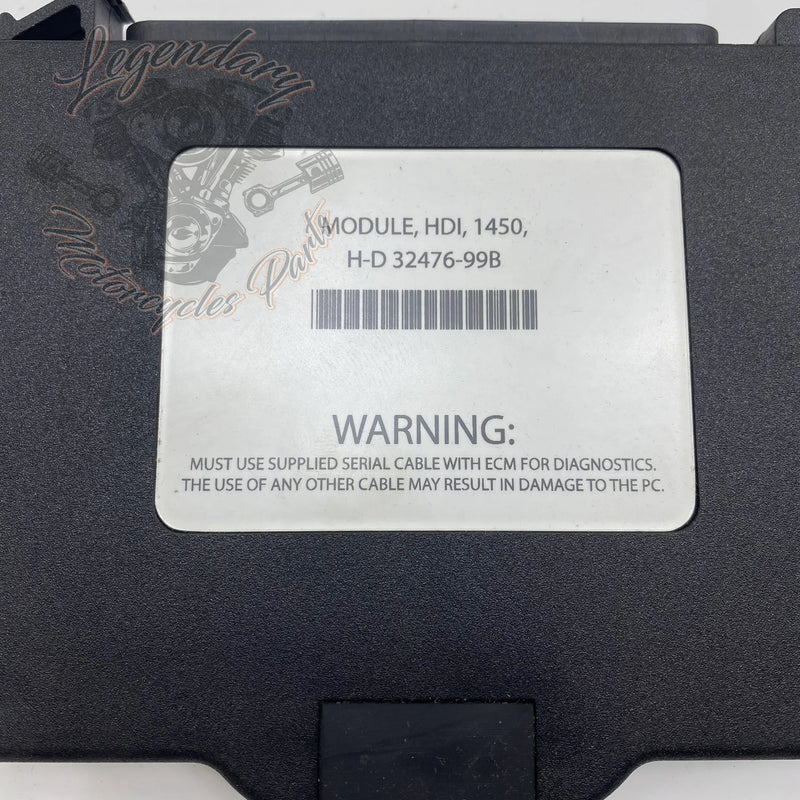 Legendary
Motorcycles Parts
MODULE, HDI, 1450,
H-D 32476-99B
WARNING:
MUST USE SUPPLIED SERIAL CABLE WITH ECM FOR DIAGNOSTICS.
THE USE OF ANY OTHER CABLE MAY RESULT IN DAMAGE TO THE PC.